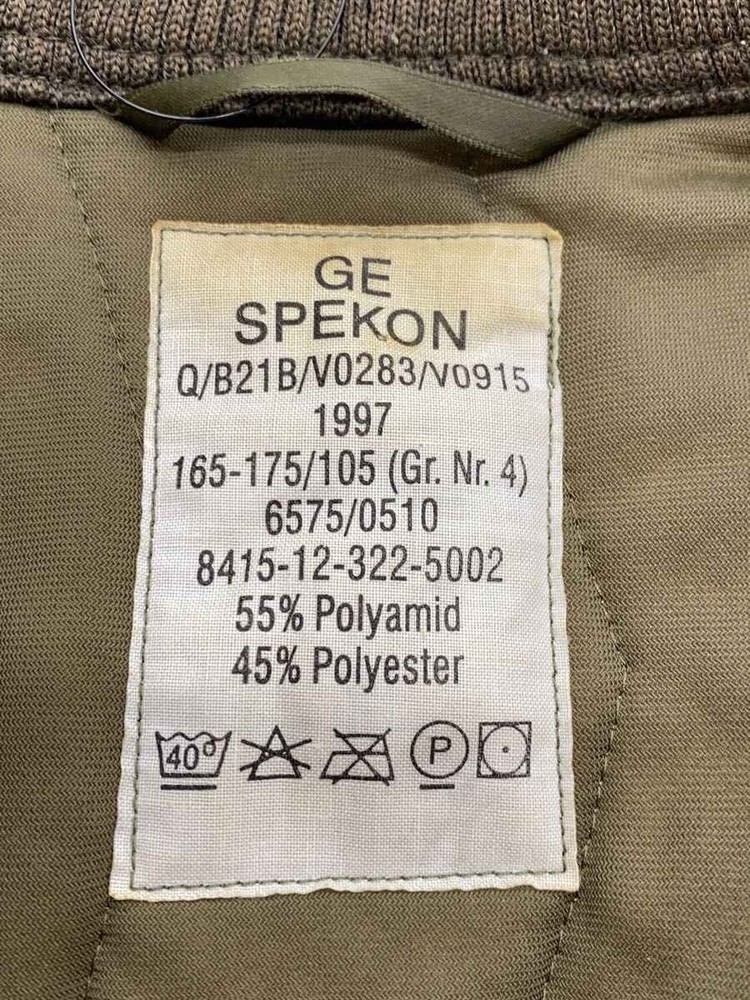 GE
SPEKON
Q/B21B/V0283/V0915
1997
165-175/105 (Gr. Nr. 4)
6575/0510
8415-12-322-5002
55% Polyamid
45% Polyester
40° P